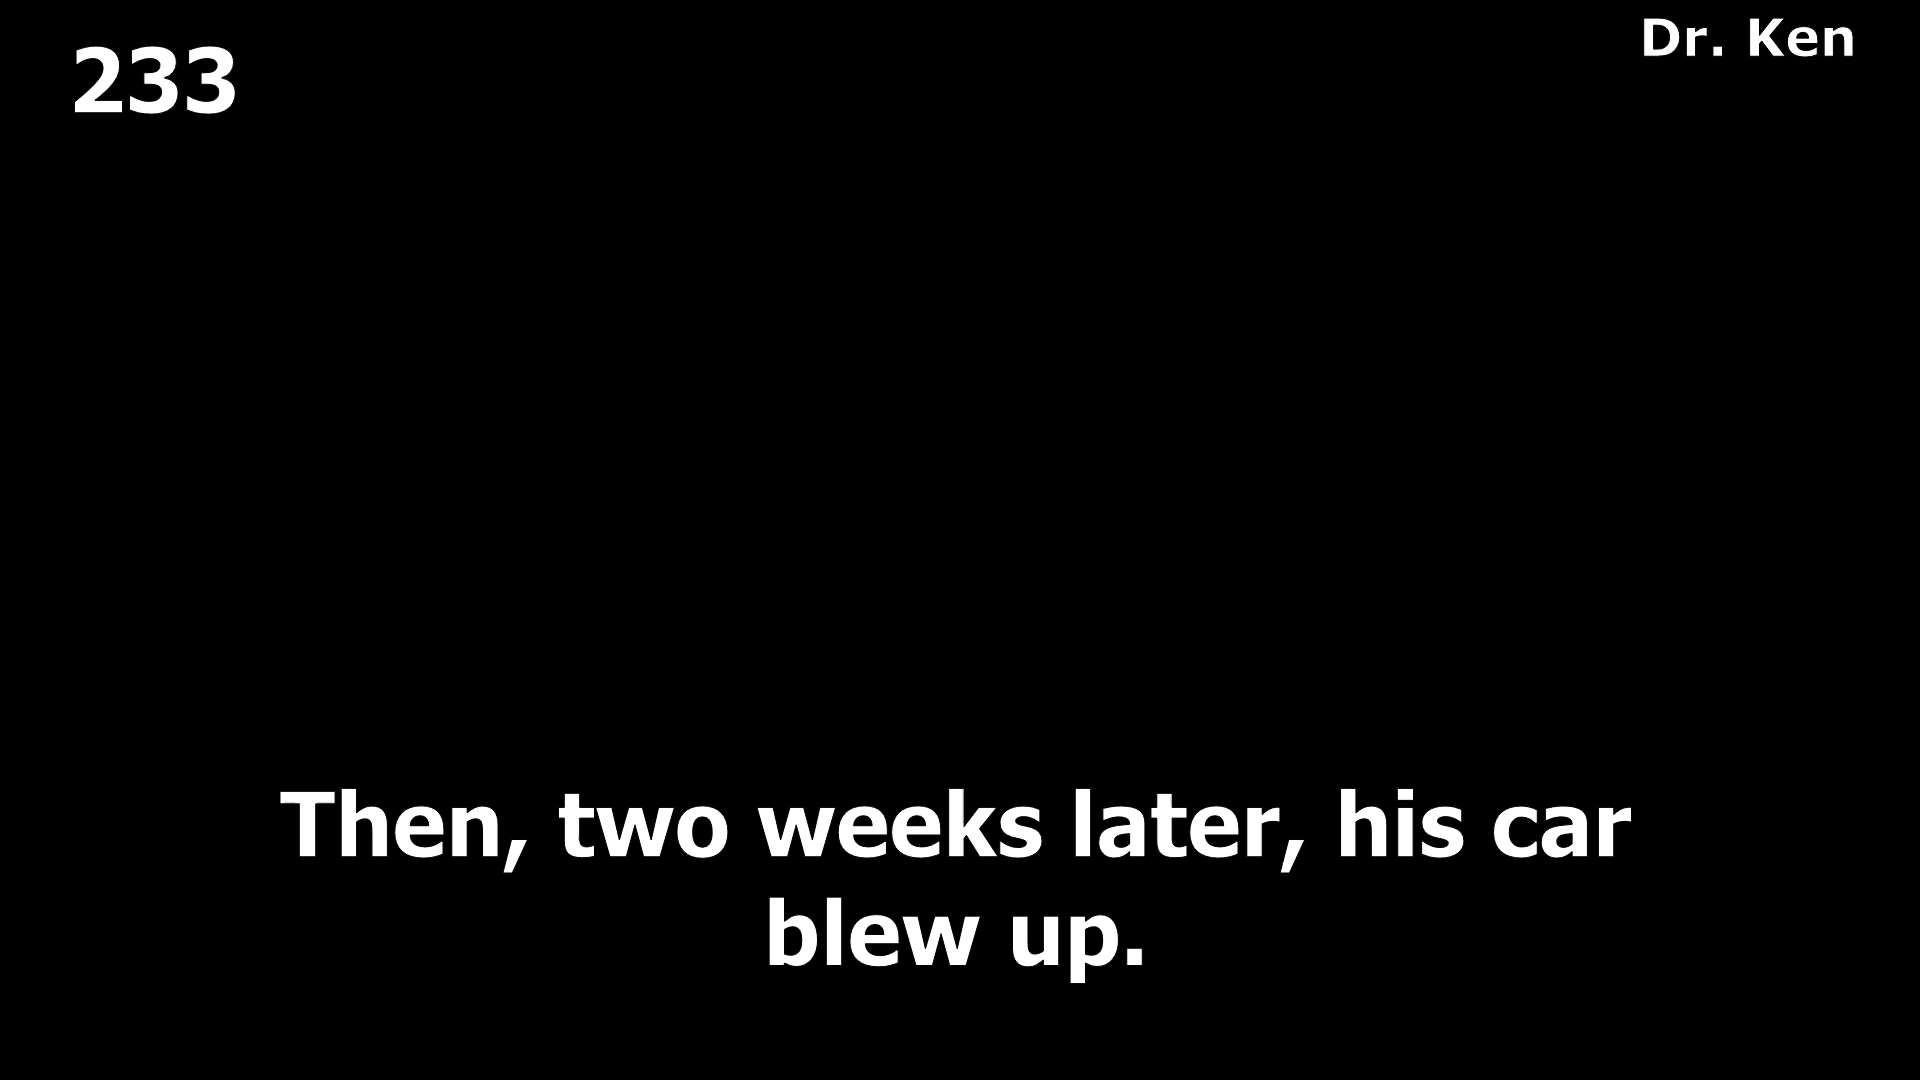 233
Dr. Ken
Then, two weeks later, his car
blew up.